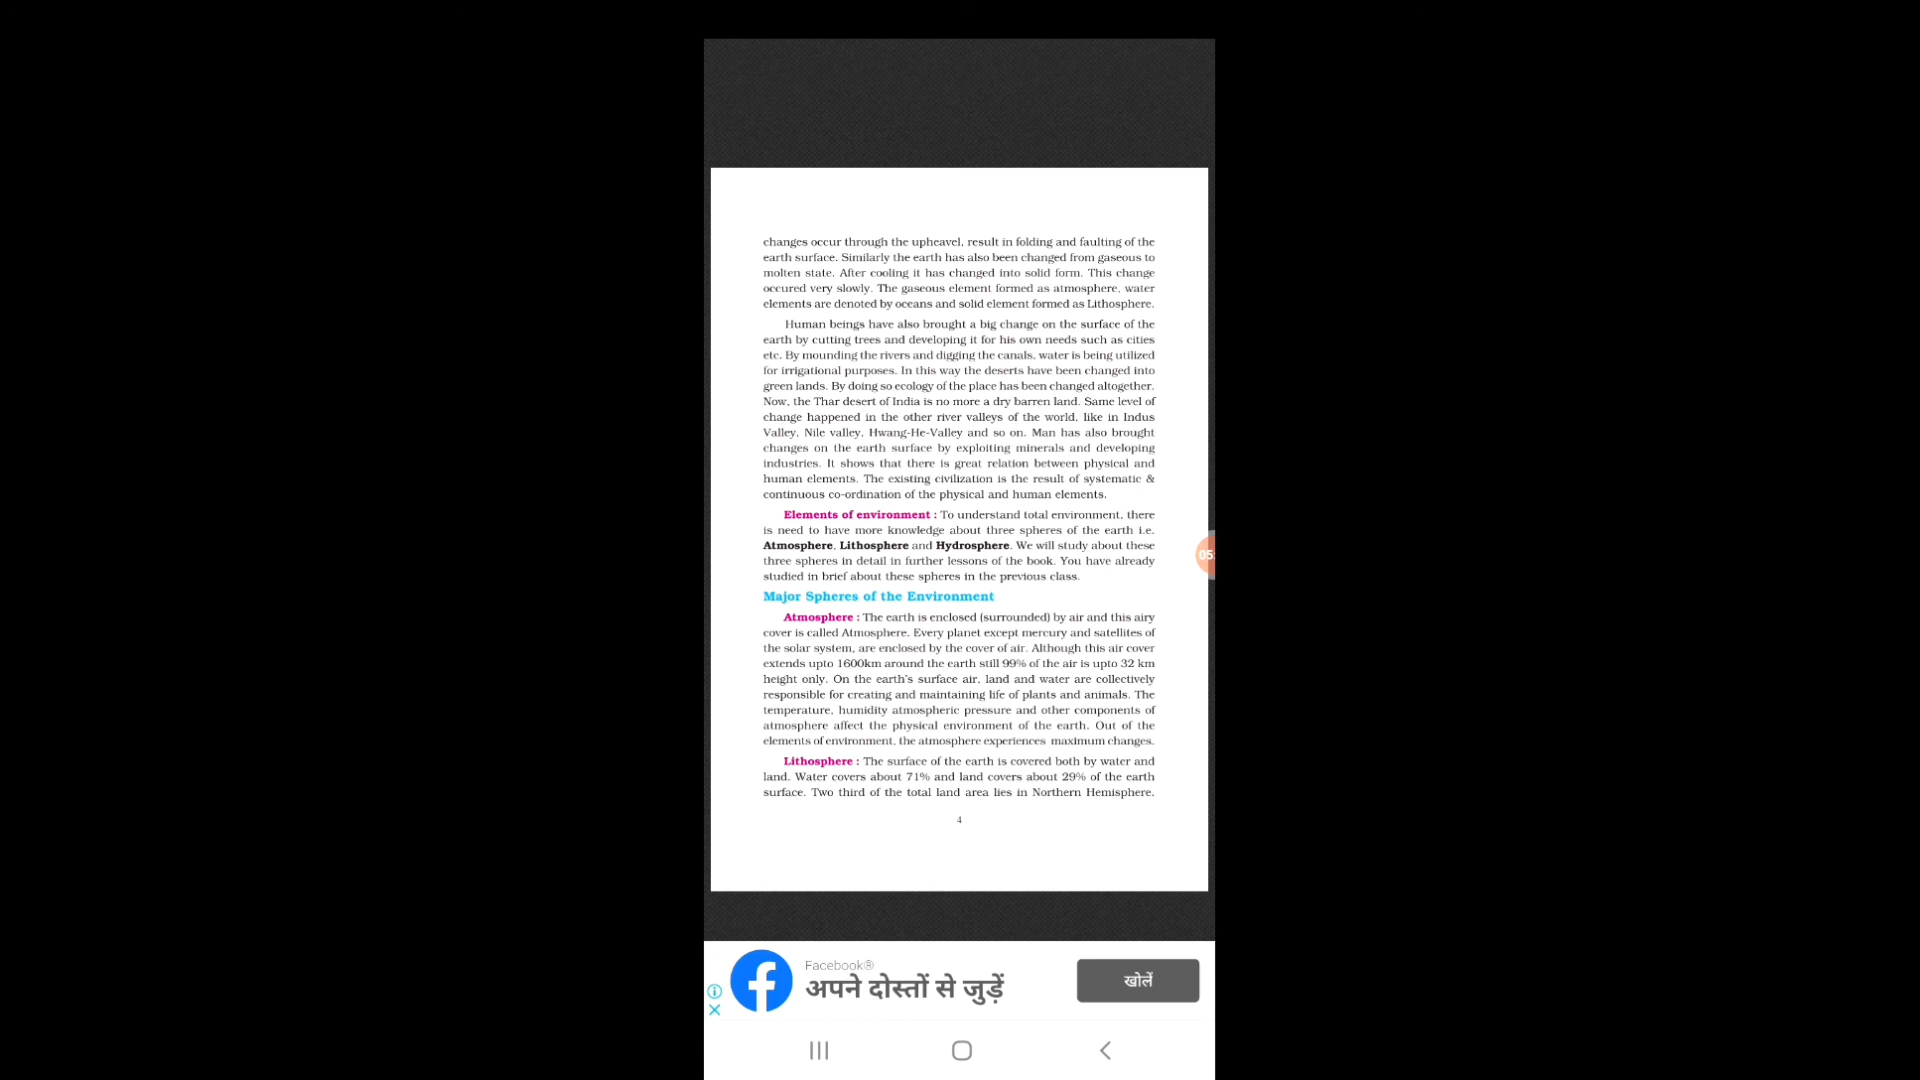 changes occur through the upheavel, result in folding and faulting of the
earth surface. Similarly the earth has also been changed from gaseous to
molten state. After cooling it has changed into solid form. This change
occured very slowly. The gaseous element formed as atmosphere, water
elements are denoted by oceans and solid element formed as Lithosphere.
Human beings have also brought a big change on the surface of the
earth by cutting trees and developing it for his own needs such as cities
etc. By mounding the rivers and digging the canals, water is being utilized
for irrigational purposes. In this way the deserts have been changed into
green lands. By doing so ecology of the place has been changed altogether.
Now, the Thar desert of India is no more a dry barren land. Same level of
change happened in the other river valleys of the world, like in Indus
Valley, Nile valley, Hwang-He-Valley and so on. Man has also brought
changes on the earth surface by exploiting minerals and developing
industries. It shows that there is great relation between physical and
human elements. The existing civilization is the result of systematic &
continuous co-ordination of the physical and human elements.
Elements of environment : To understand total environment, there
is need to have more knowledge about three spheres of the earth i.e.
Atmosphere, Lithosphere and Hydrosphere. We will study about these
three spheres in detail in further lessons of the book. You have already
studied in brief about these spheres in the previous class.
05
Major Spheres of the Environment
Atmosphere : The earth is enclosed (surrounded) by air and this airy
cover is called Atmosphere. Every planet except mercury and satellites of
the solar system, are enclosed by the cover of air. Although this air cover
extends upto 1600km around the earth still 99% of the air is upto 32 km
height only. On the earth's surface air, land and water are collectively
responsible for creating and maintaining life of plants and animals. The
temperature, humidity atmospheric pressure and other components of
atmosphere affect the physical environment of the earth. Out of the
elements of environment, the atmosphere experiences maximum changes.
Lithosphere : The surface of the earth is covered both by water and
land. Water covers about 71% and land covers about 29% of the earth
surface. Two third of the total land area lies in Northern Hemisphere.
4
Facebook®
अपने दोस्तों से जुड़ें
खोलें